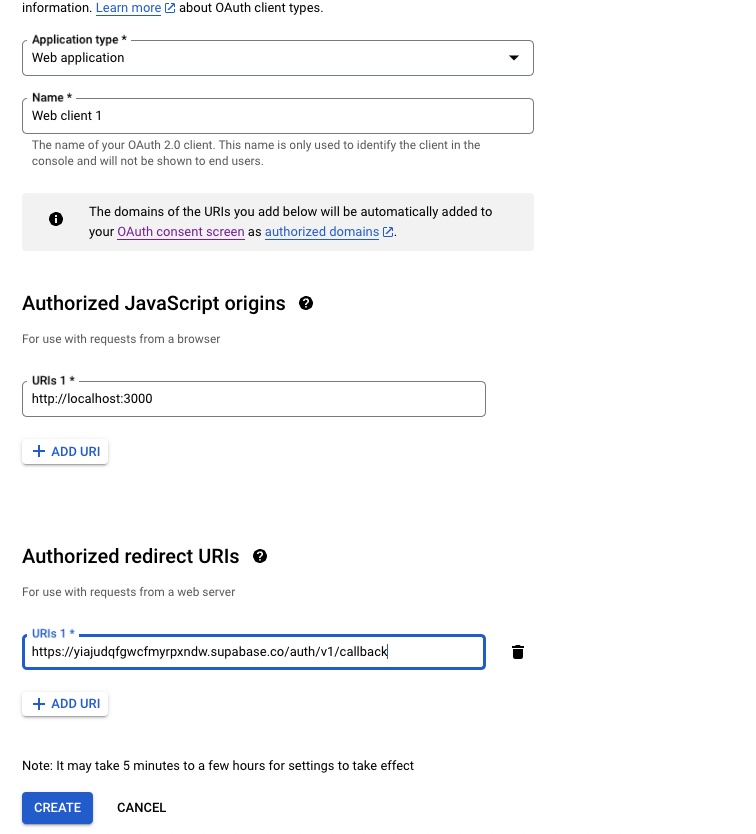 information. Learn more about OAuth client types.
Application type *
Web application
Name *
Web client 1
The name of your OAuth 2.0 client. This name is only used to identify the client in the
console and will not be shown to end users.
The domains of the URIs you add below will be automatically added to
your OAuth consent screen as authorized domains.
Authorized JavaScript origins
For use with requests from a browser
URIs 1 *
http://localhost:3000
+ ADD URI
Authorized redirect URIs
For use with requests from a web server
URIs 1 *
https://yiajudqfgwcfmyrpxndw.supabase.co/auth/v1/callback
+ ADD URI
Note: It may take 5 minutes to a few hours for settings to take effect
CREATE CANCEL